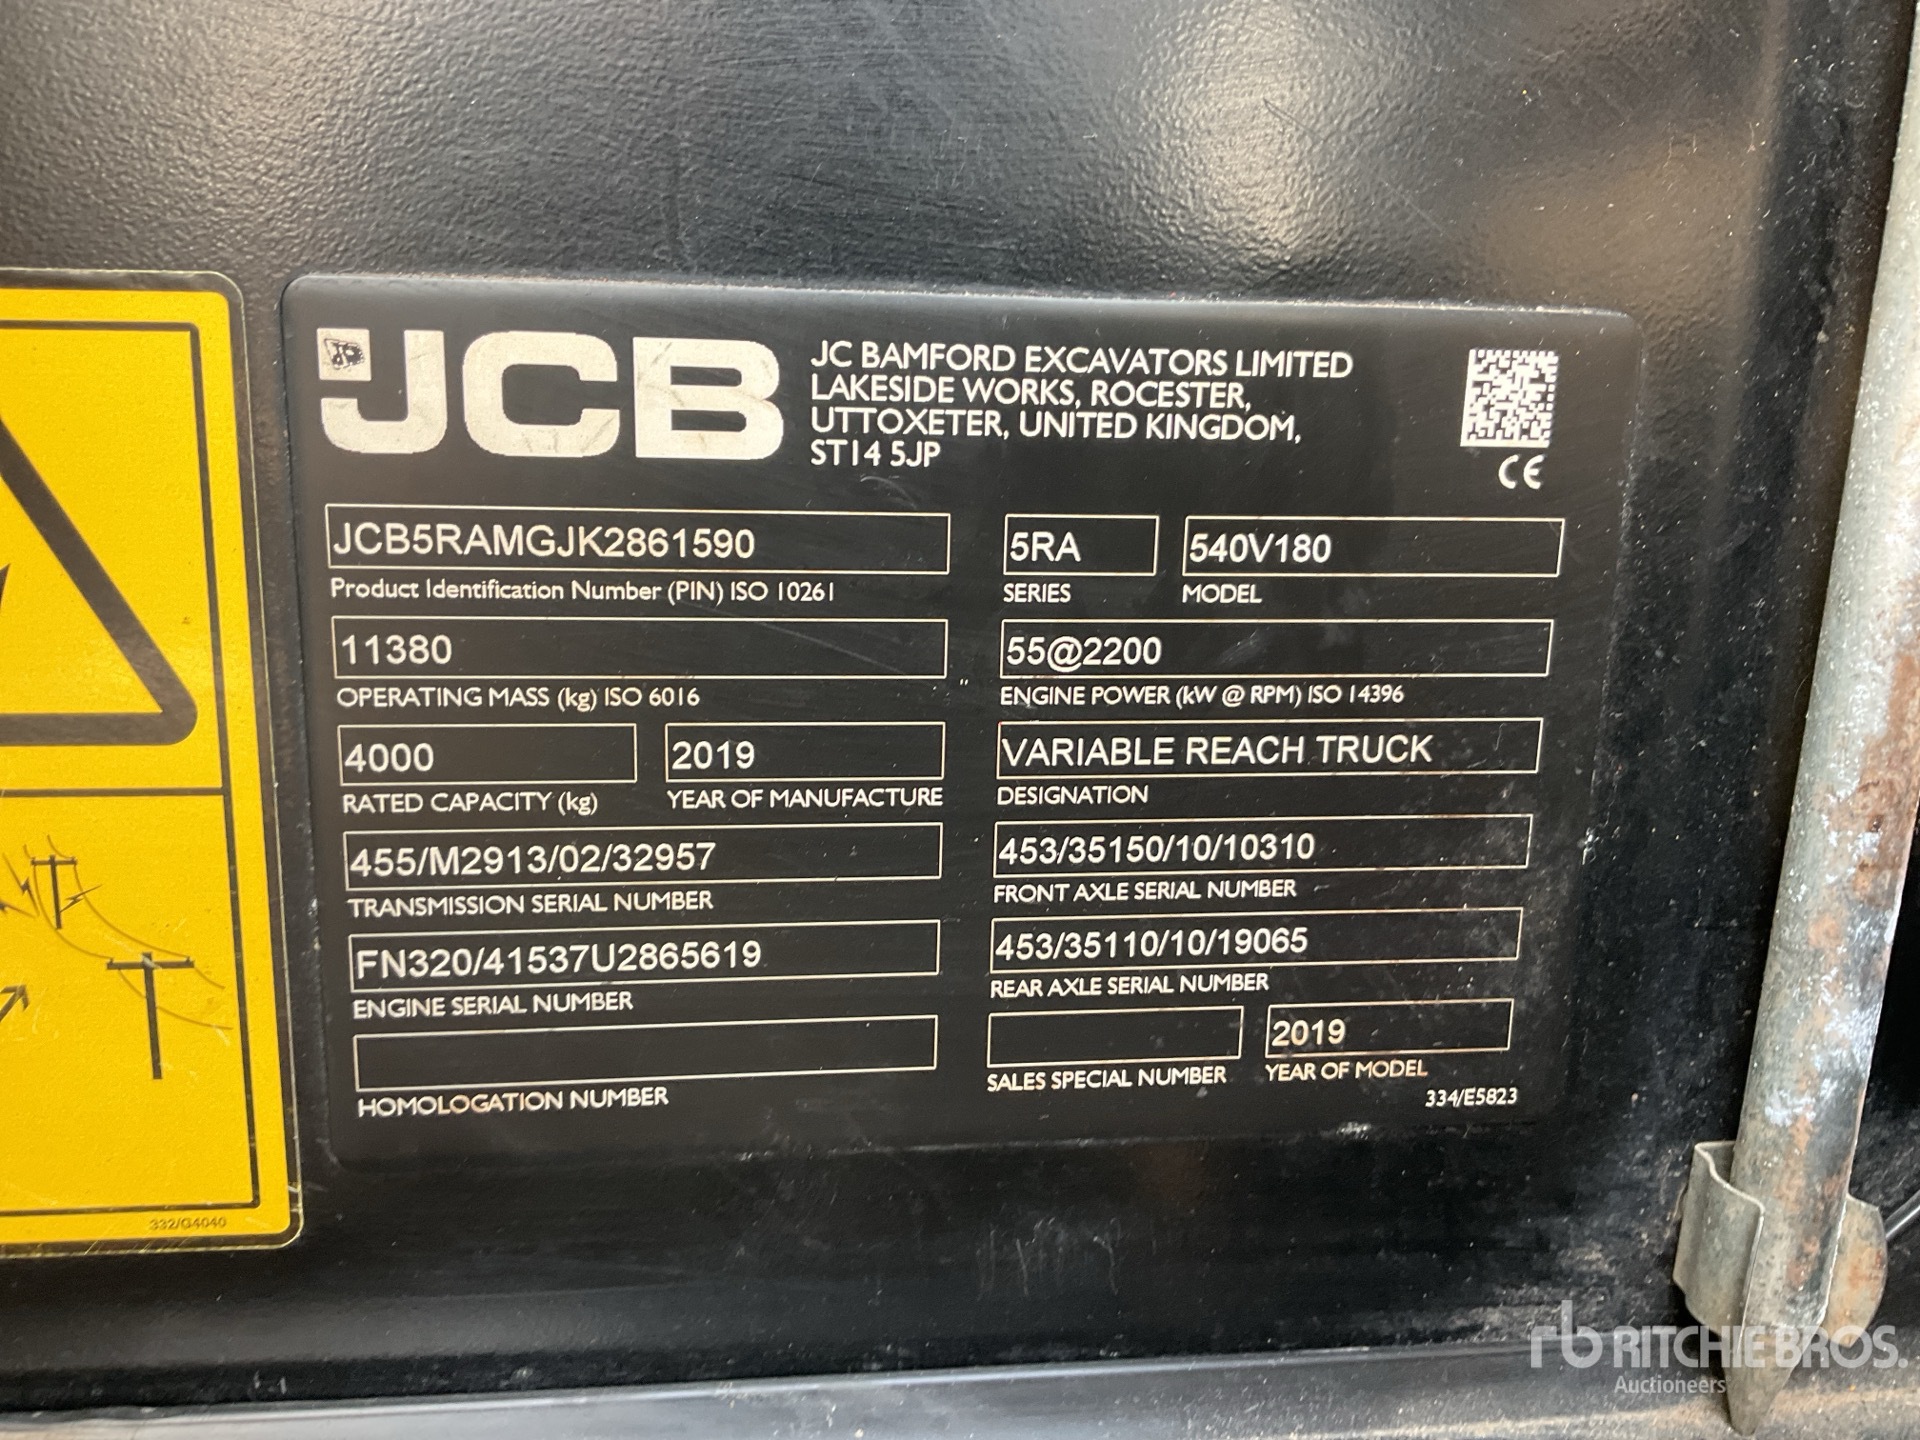 JCB
JC BAMFORD EXCAVATORS LIMITED
LAKESIDE WORKS, ROCESTER,
UTTOXETER, UNITED KINGDOM,
ST14 5JP
CE
JCB5RAMGJK2861590
Product Identification Number (PIN) ISO 10261
5RA
SERIES
540V180
MODEL
11380
OPERATING MASS (kg) ISO 6016
55@2200
ENGINE POWER (kW @ RPM) ISO 14396
4000
RATED CAPACITY (kg)
2019
YEAR OF MANUFACTURE
VARIABLE REACH TRUCK
DESIGNATION
455/M2913/02/32957
TRANSMISSION SERIAL NUMBER
453/35150/10/10310
FRONT AXLE SERIAL NUMBER
FN320/41537U2865619
ENGINE SERIAL NUMBER
453/35110/10/19065
REAR AXLE SERIAL NUMBER
HOMOLOGATION NUMBER
SALES SPECIAL NUMBER
2019
YEAR OF MODEL
334/E5823
332/G4040
rb RITCHIE BROS.
Auctioneers